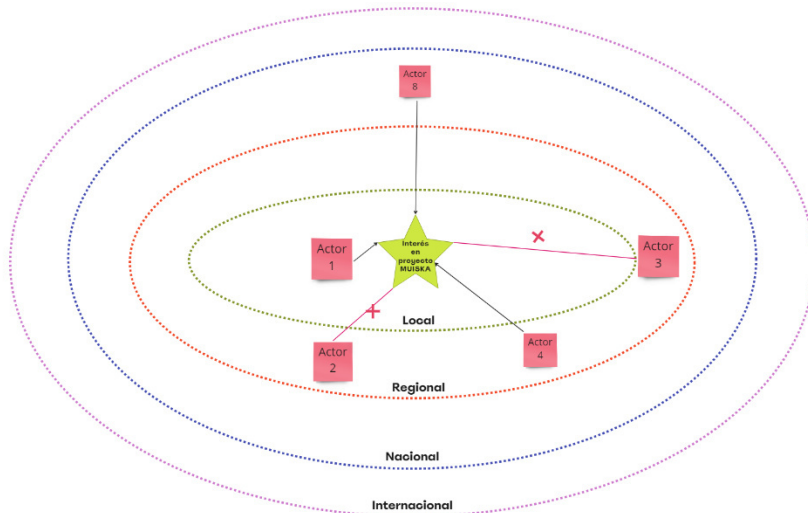 Actor
8
Actor
1
Interés
en
proyecto
MUISKA
Actor
3
Local
Actor
2
Actor
4
Regional
Nacional
Internacional